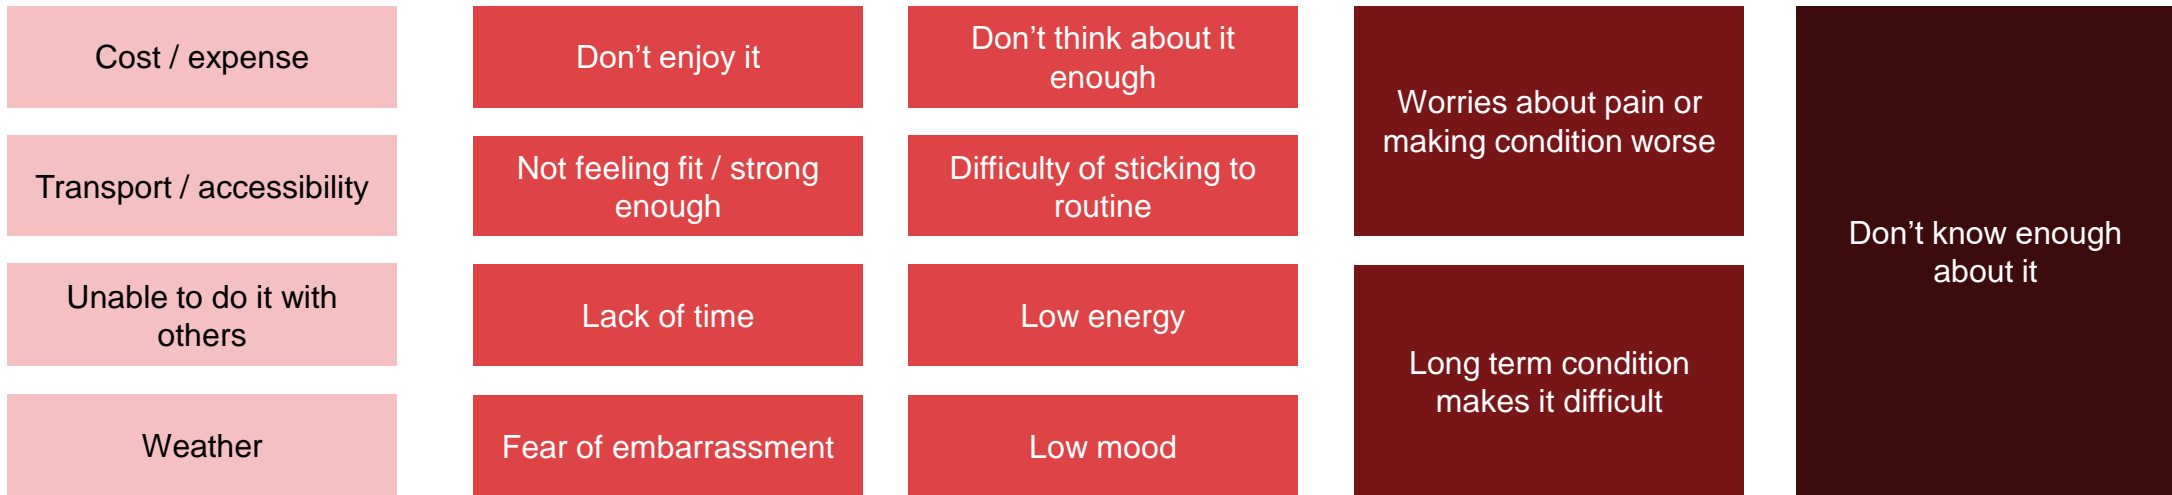 Cost / expense
Transport / accessibility
Unable to do it with
others
Weather
Don’t enjoy it
Not feeling fit / strong
enough
Lack of time
Fear of embarrassment
Don’t think about it
enough
Difficulty of sticking to
routine
Low energy
Low mood
Worries about pain or
making condition worse
Long term condition
makes it difficult
Don’t know enough
about it